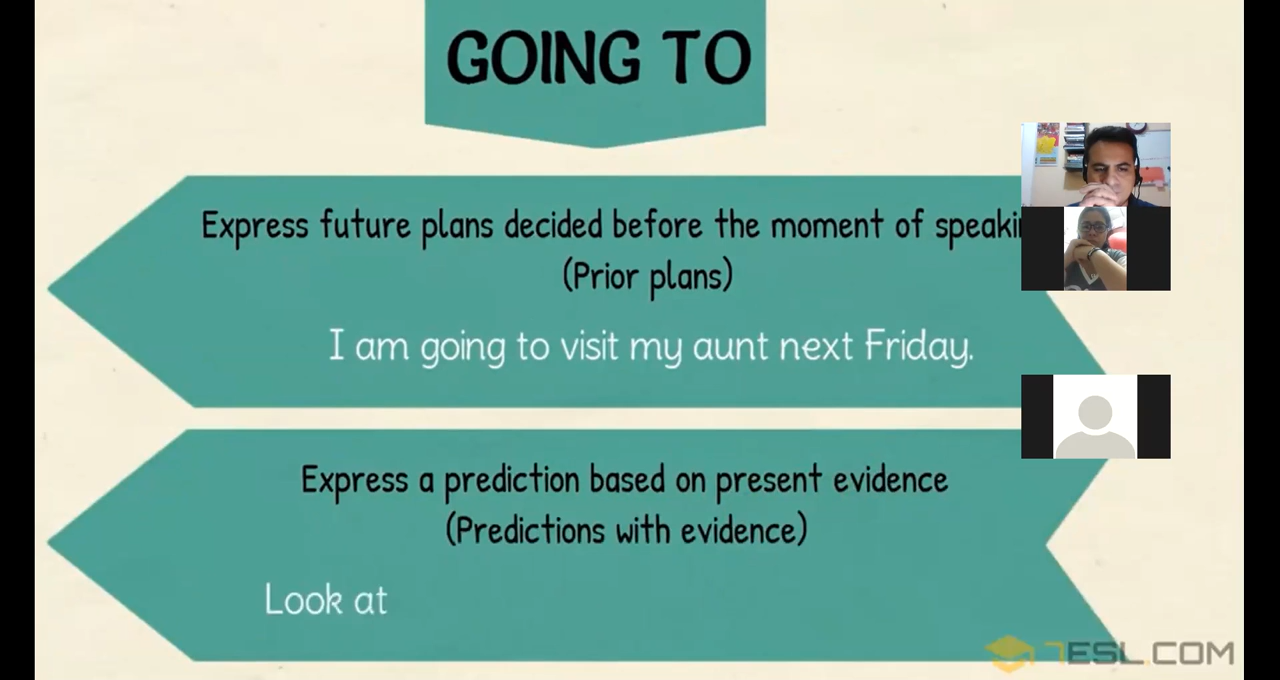 GOING TO
Express future plans decided before the moment of
(Prior plans)
I am going to visit my aunt next Friday.
Express a prediction based on present evidence
(Predictions with evidence)
Look at
7ESL.COM